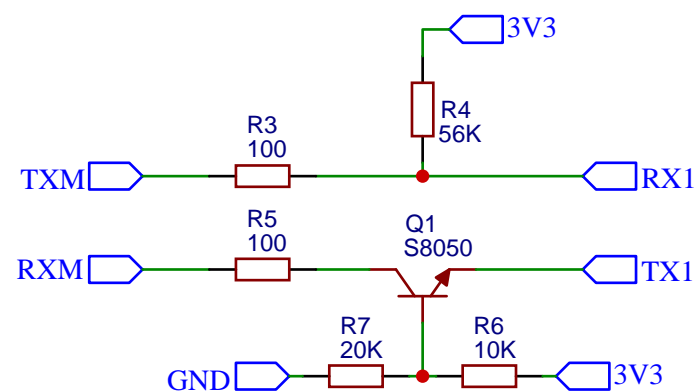 3V3
R4
56K
R3
100
TXM
RX1
R5
100
Q1
S8050
RXM
TX1
R7
20K
R6
10K
GND
3V3